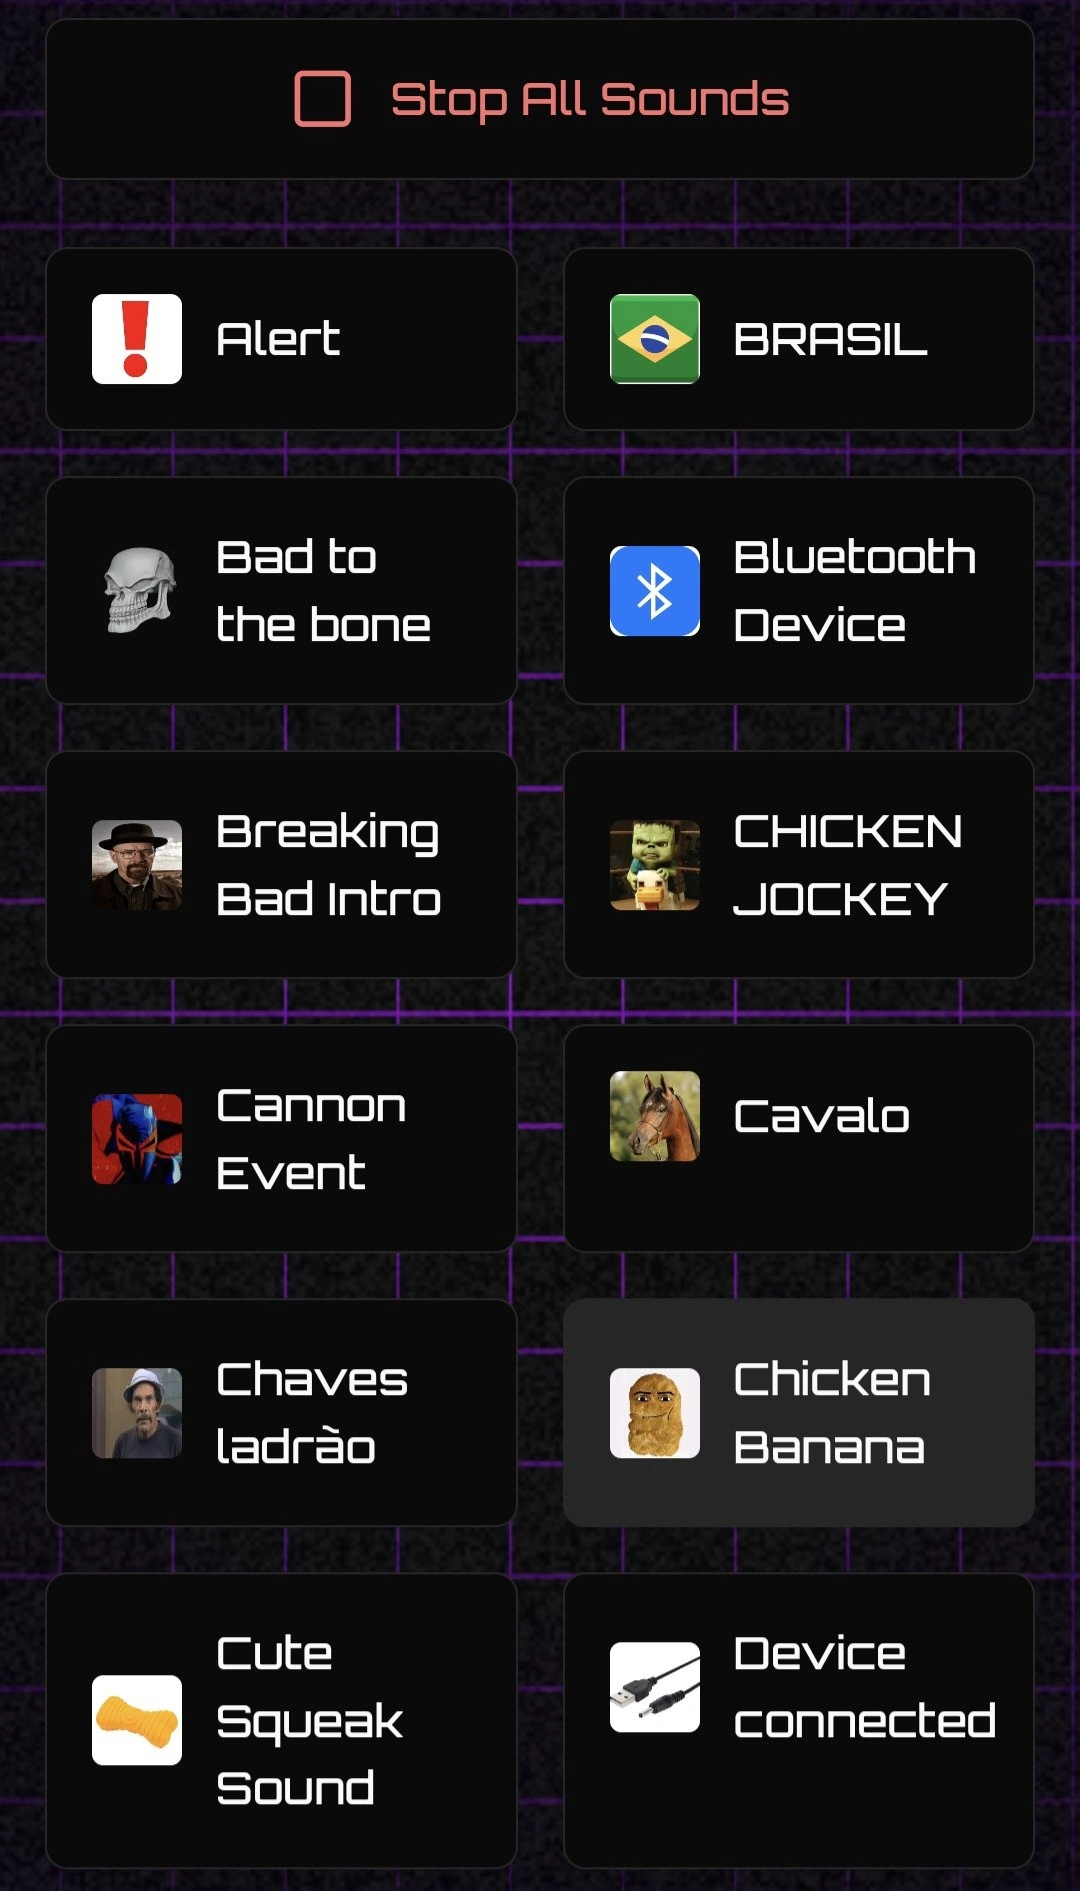 Stop All Sounds
Alert
BRASIL
Bad to
the bone
Bluetooth
Device
Breaking
Bad Intro
CHICKEN
JOCKEY
Cannon
Event
Cavalo
Chaves
ladrão
Chicken
Banana
Cute
Squeak
Sound
Device
connected